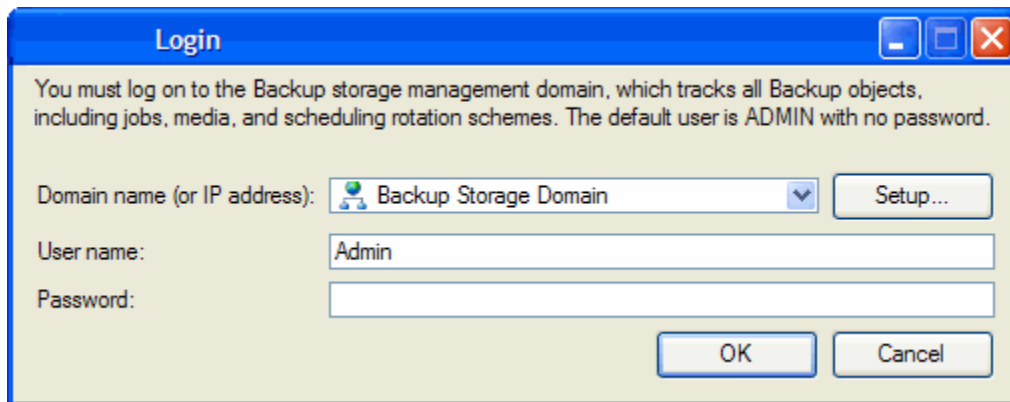 Login
You must log on to the Backup storage management domain, which tracks all Backup objects,
including jobs, media, and scheduling rotation schemes. The default user is ADMIN with no password.
Domain name (or IP address): Backup Storage Domain Setup...
User name: Admin
Password:
OK Cancel